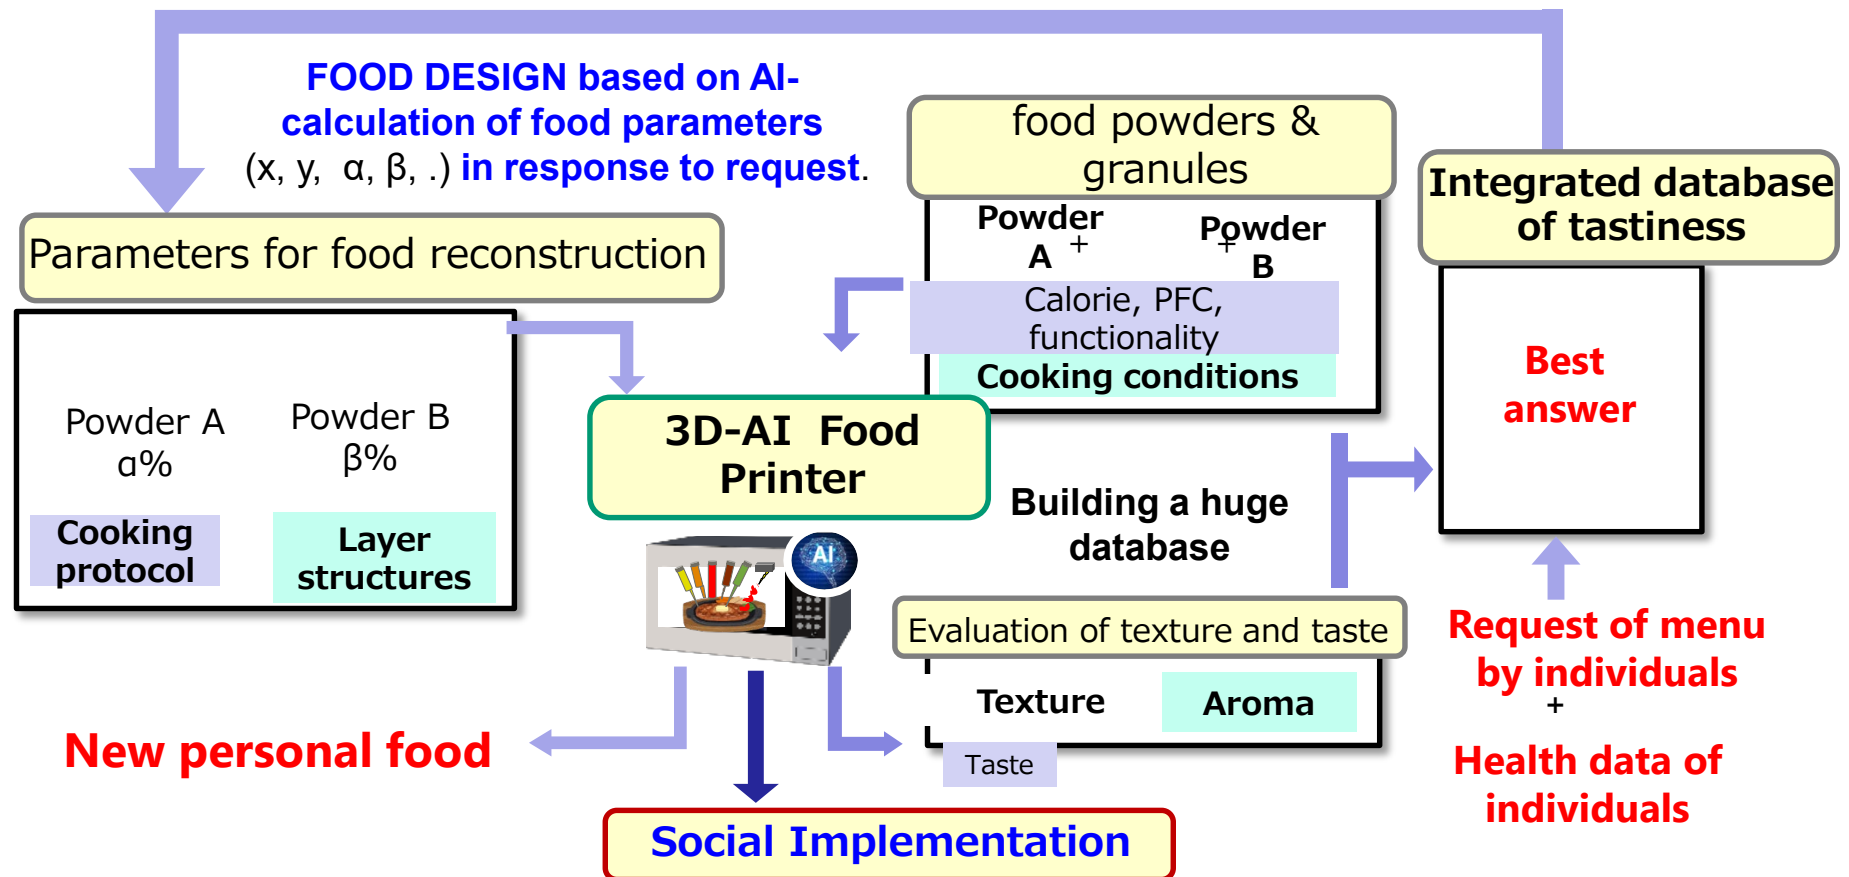 FOOD DESIGN based on AI-
calculation of food parameters
(x, y, α, β, .) in response to request.
food powders &
granules
Powder
A
+
Powder
B
+
Calorie, PFC,
functionality
Cooking conditions
Integrated database
of tastiness
Best
answer
Parameters for food reconstruction
Powder A
α%
Powder B
β%
Cooking
protocol
Layer
structures
3D-AI Food
Printer
AI
Building a huge
database
Evaluation of texture and taste
Texture
Aroma
Taste
Request of menu
by individuals
+
Health data of
individuals
New personal food
Social Implementation